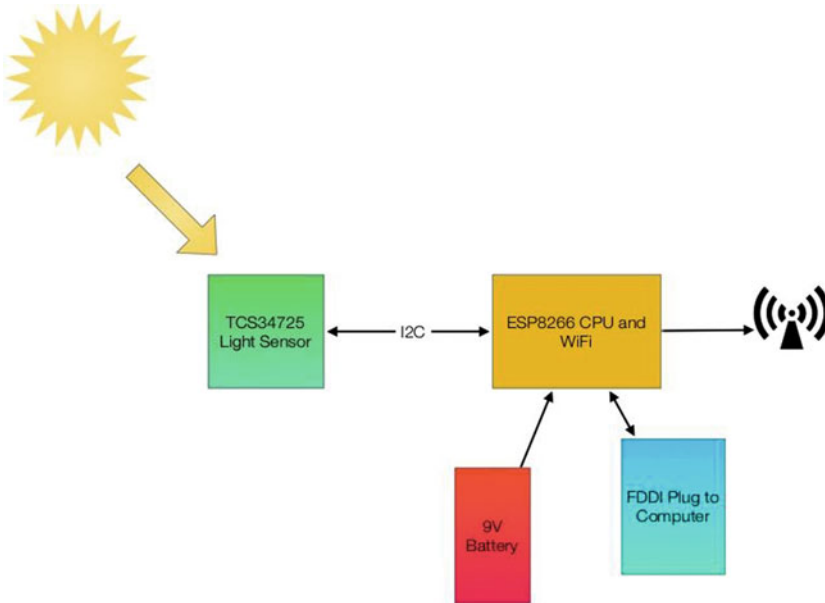 TCS34725
Light Sensor
I2C
ESP8266 CPU and
WiFi
9V
Battery
FDDI Plug to
Computer